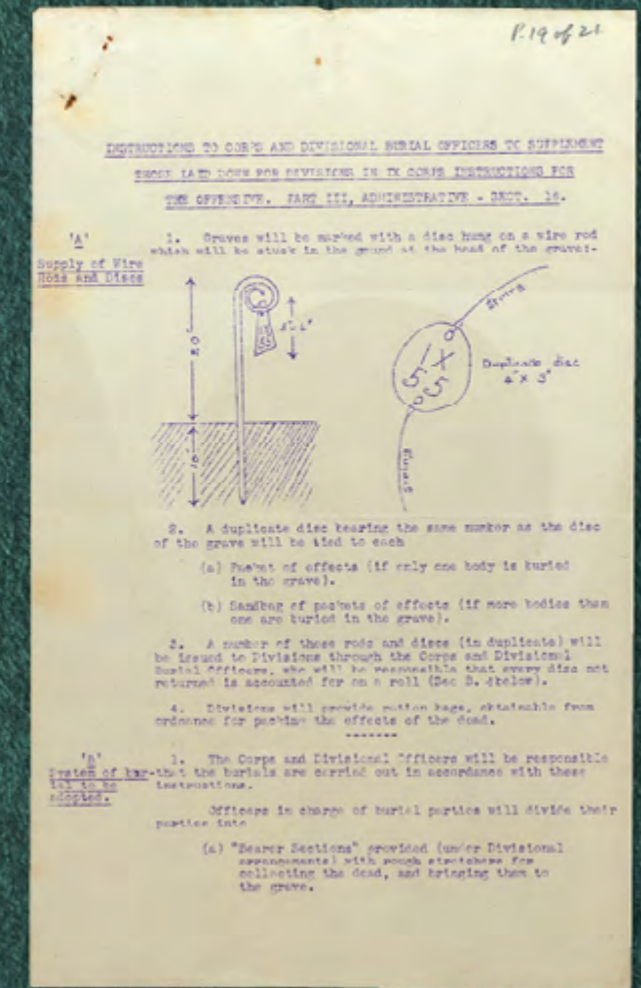 P.19 of 21
INSTRUCTIONS TO CORPS AND DIVISIONAL BURIAL OFFICERS TO SUPPLEMENT
THOSE LAID DOWN FOR DIVISIONS IN IX CORPS INSTRUCTIONS FOR
THE OFFENSIVE. PART III, ADMINISTRATIVE - SECT. 16.
'A'
Supply of Wire
Rods and Discs
1. Graves will be marked with a disc hung on a wire rod
which will be stuck in the ground at the head of the grave:-
String
20"
IX
55
Duplicate disc
4" X 3"
String
2. A duplicate disc bearing the same number as the disc
of the grave will be tied to each
(a) Packet of effects (if only one body is buried
in the grave).
(b) Sandbag of packets of effects (if more bodies than
one are buried in the grave).
3. A number of these rods and discs (in duplicate) will
be issued to Divisions through the Corps and Divisional
Burial Officers, who will be responsible that every disc not
returned is accounted for on a roll (Sec B. below).
4. Divisions will provide ration bags, obtainable from
ordnance for packing the effects of the dead.
-------
'B'
System of bur-
ial to be
adopted.
1. The Corps and Divisional Officers will be responsible
that the burials are carried out in accordance with these
instructions.
Officers in charge of burial parties will divide their
parties into
(a) "Bearer Sections" provided (under Divisional
arrangements) with rough stretchers for
collecting the dead, and bringing them to
the grave.